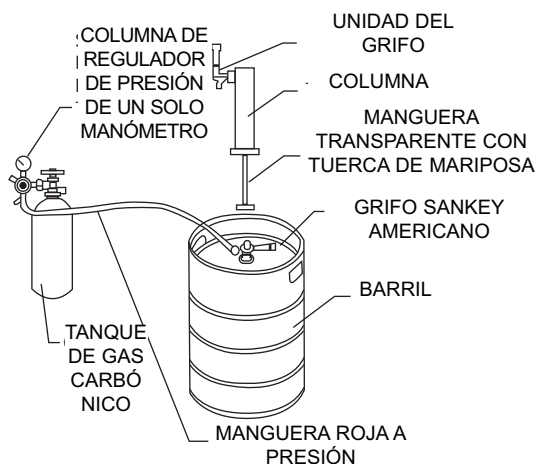 COLUMNA DE
REGULADOR
DE PRESIÓN
DE UN SOLO
MANÓMETRO
UNIDAD DEL
GRIFO
COLUMNA
MANGUERA
TRANSPARENTE CON
TUERCA DE MARIPOSA
GRIFO SANKEY
AMERICANO
BARRIL
TANQUE
DE GAS
CARBÓ
NICO
MANGUERA ROJA A
PRESIÓN